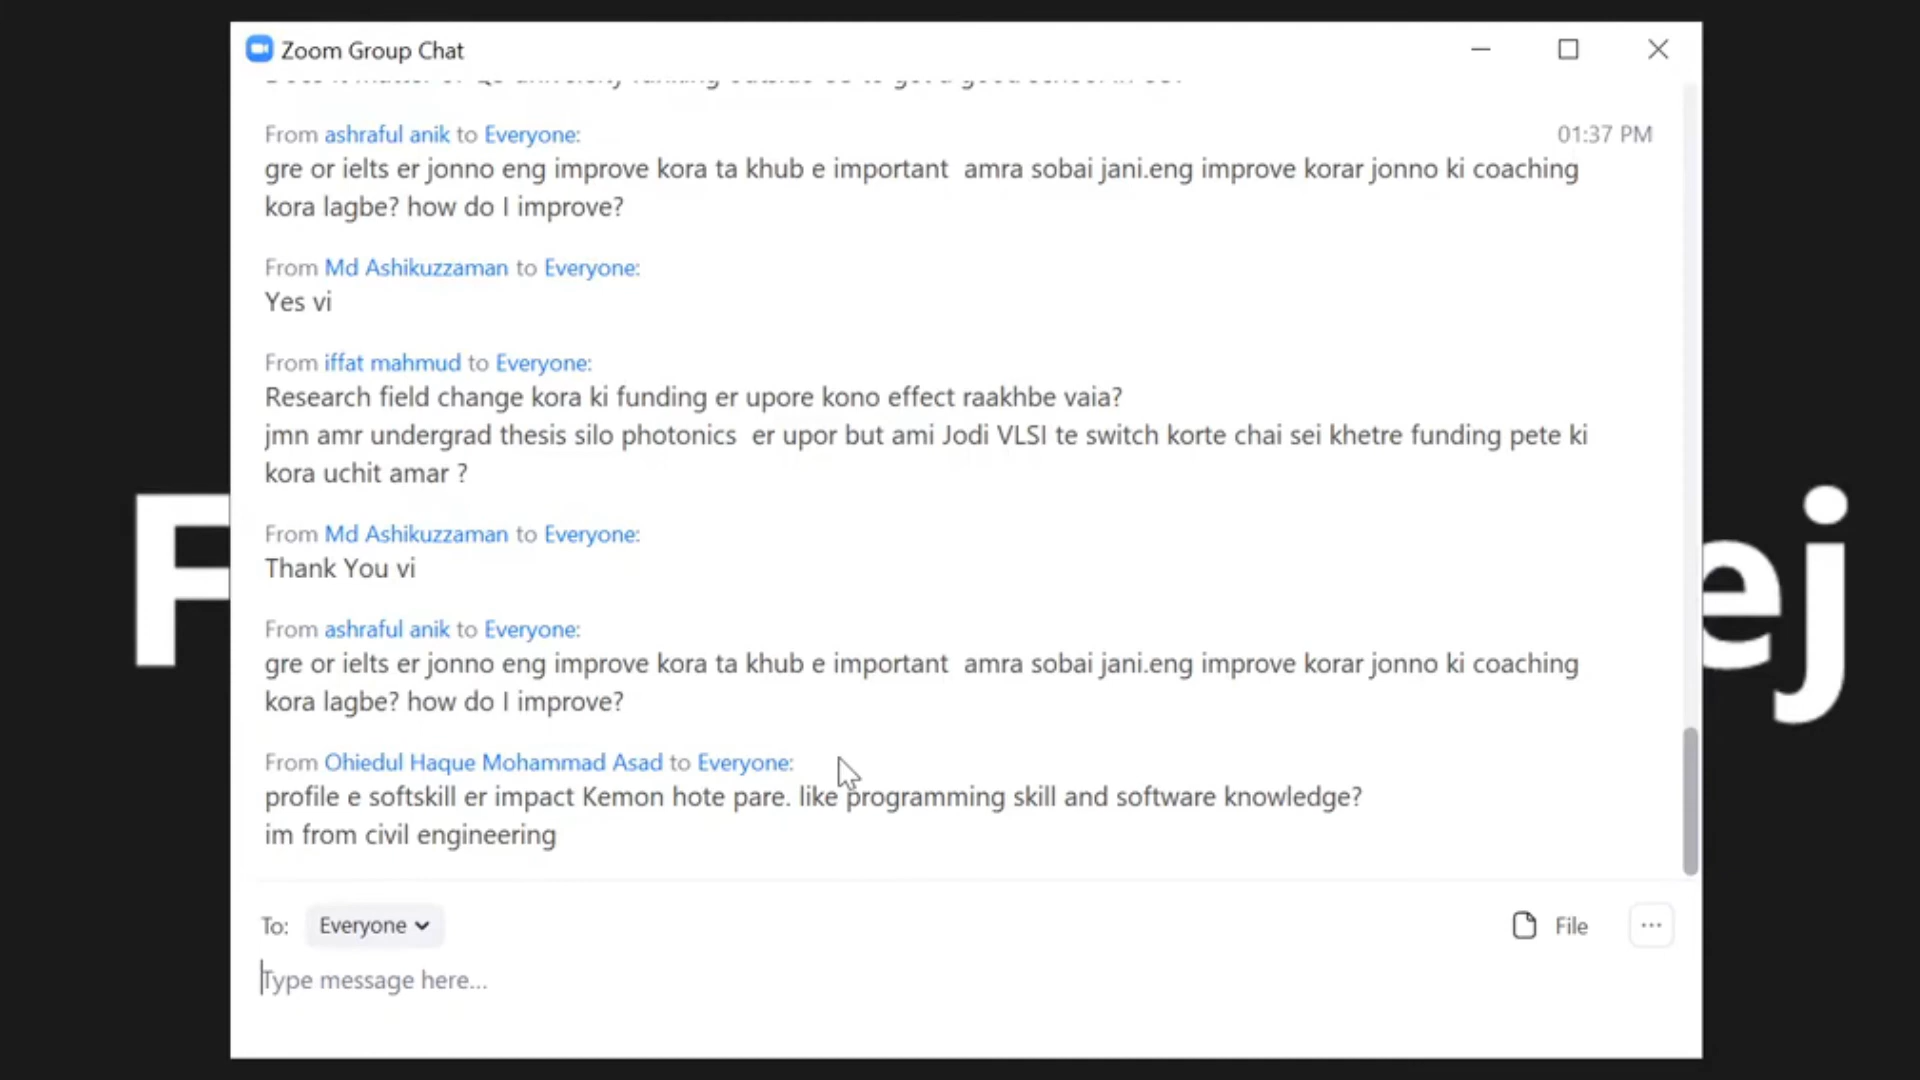 Zoom Group Chat
From ashraful anik to Everyone: 01:37 PM
gre or ielts er jonno eng improve kora ta khub e important  amra sobai jani.eng improve korar jonno ki coaching
kora lagbe? how do I improve?
From Md Ashikuzzaman to Everyone:
Yes vi
From iffat mahmud to Everyone:
Research field change kora ki funding er upore kono effect raakhbe vaia?
jmn amr undergrad thesis silo photonics  er upor but ami Jodi VLSI te switch korte chai sei khetre funding pete ki
kora uchit amar ?
From Md Ashikuzzaman to Everyone:
Thank You vi
From ashraful anik to Everyone:
gre or ielts er jonno eng improve kora ta khub e important  amra sobai jani.eng improve korar jonno ki coaching
kora lagbe? how do I improve?
From Ohiedul Haque Mohammad Asad to Everyone:
profile e softskill er impact Kemon hote pare. like programming skill and software knowledge?
im from civil engineering
To: Everyone File
Type message here...
F
ej